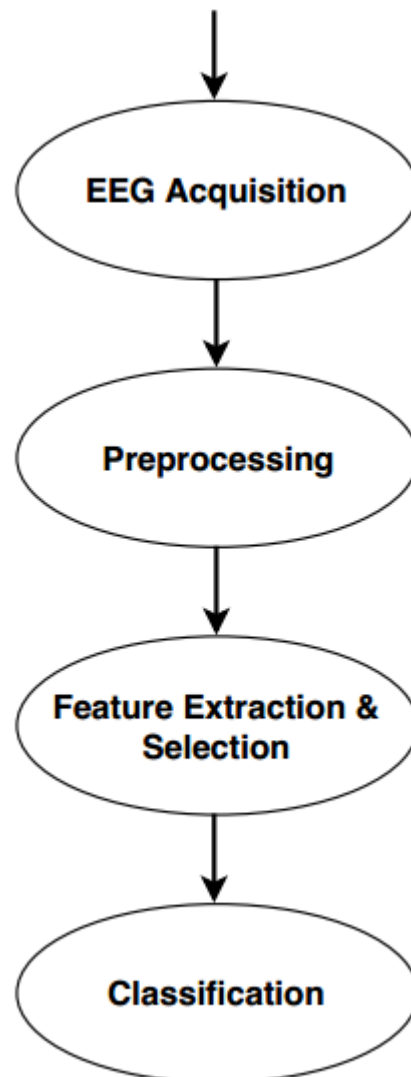 EEG Acquisition
Preprocessing
Feature Extraction &
Selection
Classification